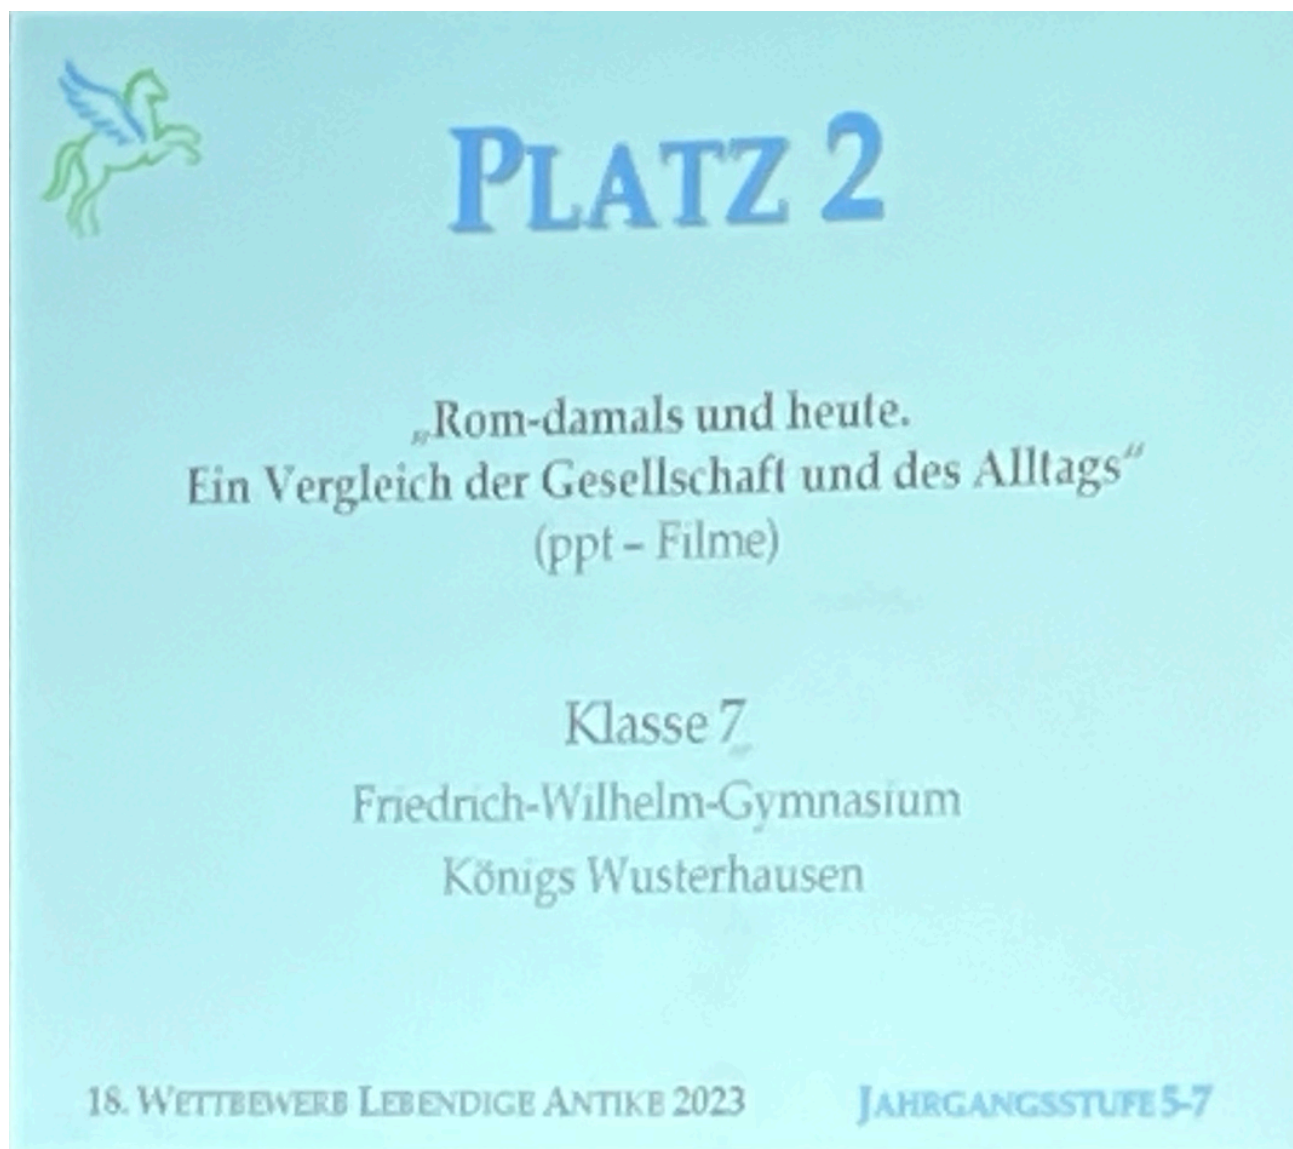 PLATZ 2
„Rom-damals und heute.
Ein Vergleich der Gesellschaft und des Alltags“
(ppt – Filme)
Klasse 7
Friedrich-Wilhelm-Gymnasium
Königs Wusterhausen
18. WETTBEWERB LEBENDIGE ANTIKE 2023
JAHRGANGSSTUFE 5-7